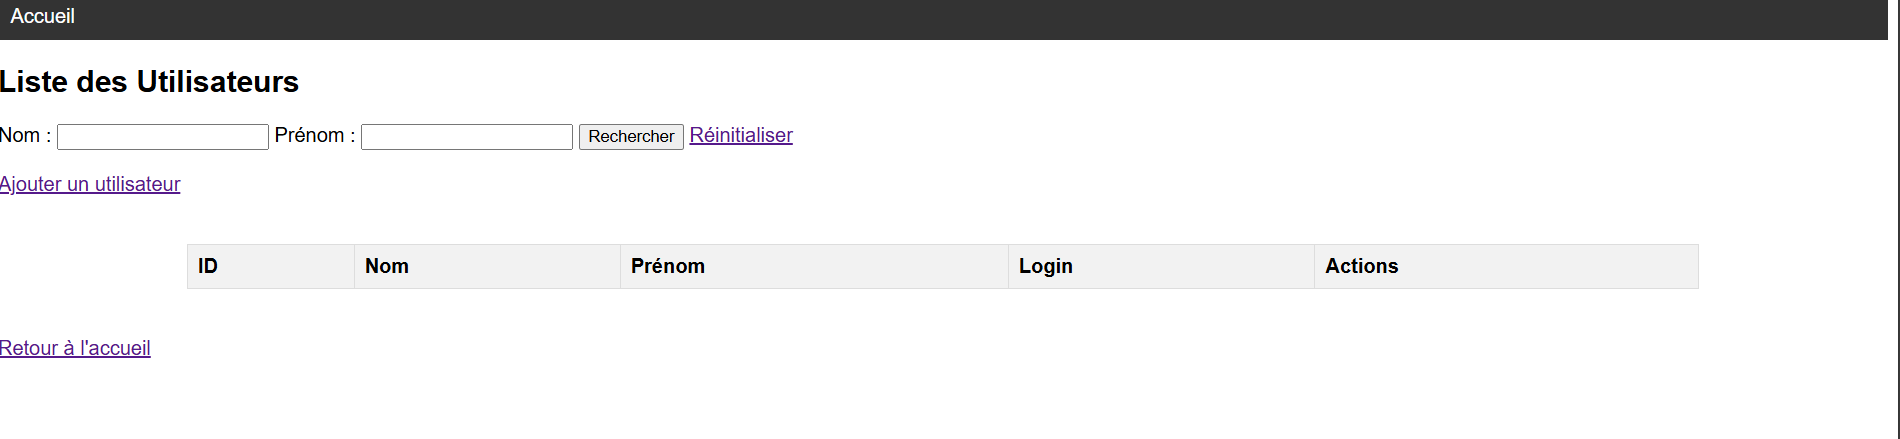 Accueil
Liste des Utilisateurs
Nom : Prénom : Rechercher Réinitialiser
Ajouter un utilisateur
ID Nom Prénom Login Actions
Retour à l'accueil